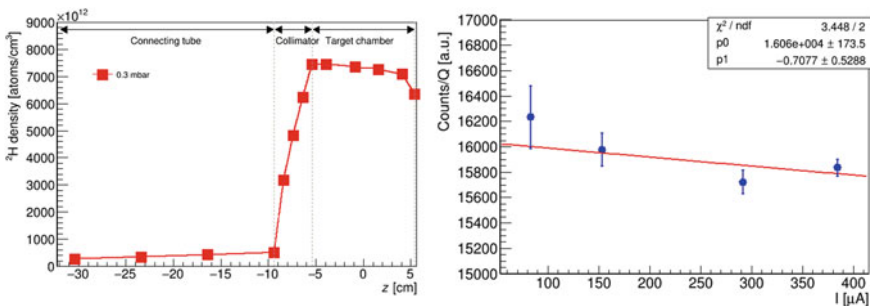 ×10¹²
9000
8000
7000
6000
5000
4000
3000
2000
1000
0
²H density [atoms/cm³]
Connecting tube
Collimator
Target chamber
0.3 mbar
−30 −25 −20 −15 −10 −5 0 5
z [cm]
Counts/Q [a.u.]
17000
16800
16600
16400
16200
16000
15800
15600
15400
15200
15000
χ² / ndf 3.448 / 2
p0 1.606e+004 ± 173.5
p1 −0.7077 ± 0.5288
100 150 200 250 300 350 400
I [µA]